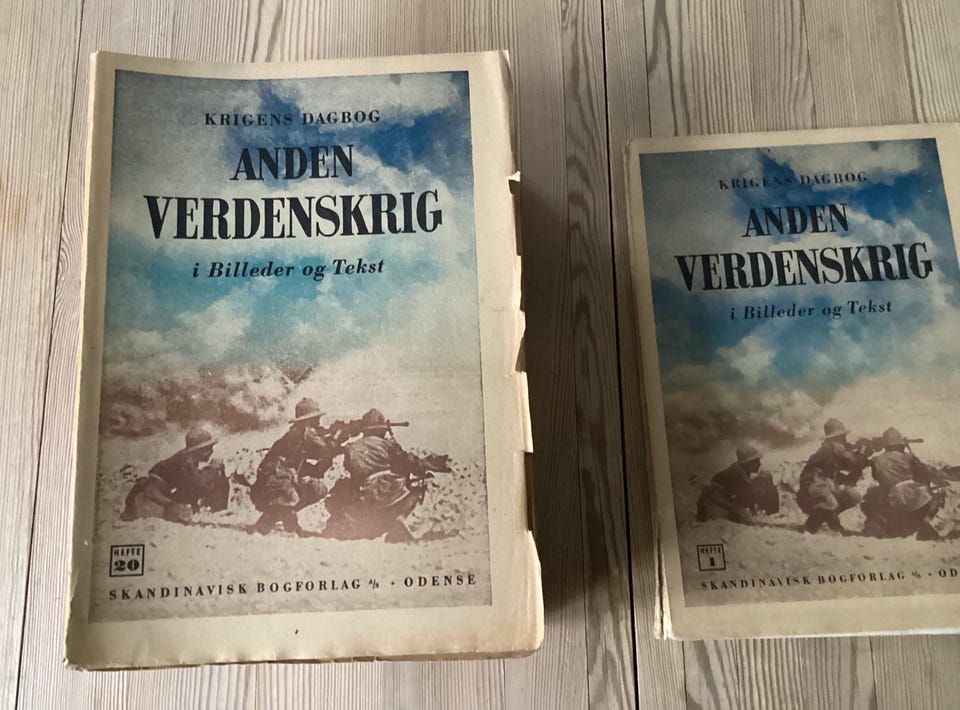 KRIGENS DAGBOG
ANDEN
VERDENSKRIG
i Billeder og Tekst
HEFTE
20
SKANDINAVISK BOGFORLAG A/S · ODENSE
KRIGENS DAGBOG
ANDEN
VERDENSKRIG
i Billeder og Tekst
HEFTE
1
SKANDINAVISK BOGFORLAG A/S · OD